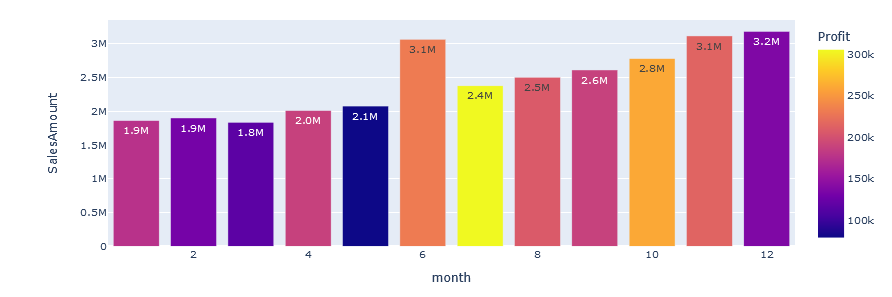 Profit
3M
2.5M
2M
1.5M
1M
0.5M
0
SalesAmount
1.9M
1.9M
1.8M
2.0M
2.1M
3.1M
2.4M
2.5M
2.6M
2.8M
3.1M
3.2M
2
4
6
8
10
12
month
300k
250k
200k
150k
100k